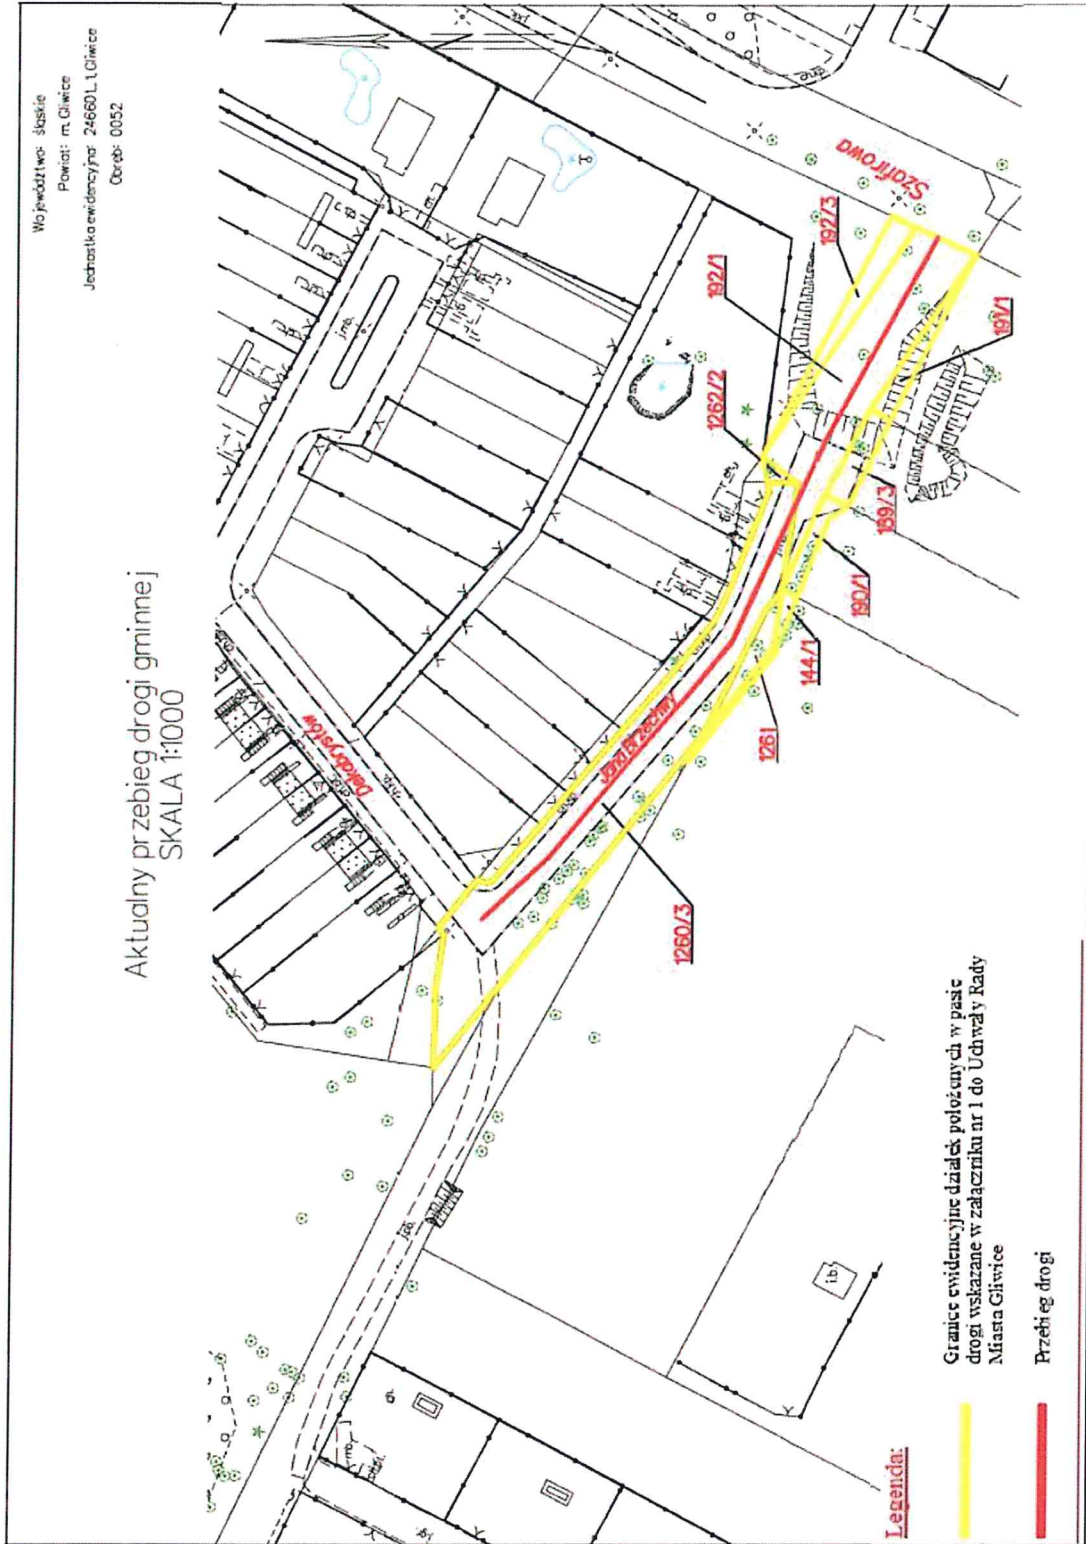 Województwo: śląskie
Powiat: m. Gliwice
Jednostka ewidencyjna: 246601_1, Gliwice
Obręb: 0052
Aktualny przebieg drogi gminnej
SKALA 1:1000
Dekabrystów
Jana Brzechwy
Szafirowa
192/3
192/1
1262/2
191/1
189/3
190/1
144/1
1261
1260/3
jnb.
i.b.
Legenda:
Granice ewidencyjne działek położonych w pasie
drogi wskazane w załączniku nr 1 do Uchwały Rady
Miasta Gliwice
Przebieg drogi